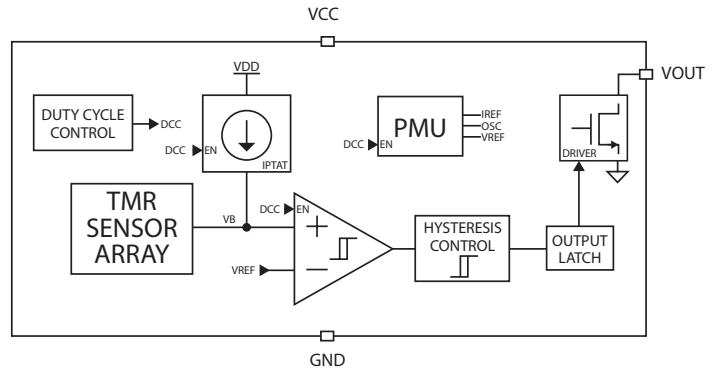 VCC
VDD
VOUT
DUTY CYCLE
CONTROL
DCC
DCC
EN
IPTAT
PMU
IREF
OSC
VREF
DCC
EN
DRIVER
TMR
SENSOR
ARRAY
VB
DCC
EN
+
VREF
−
HYSTERESIS
CONTROL
OUTPUT
LATCH
GND